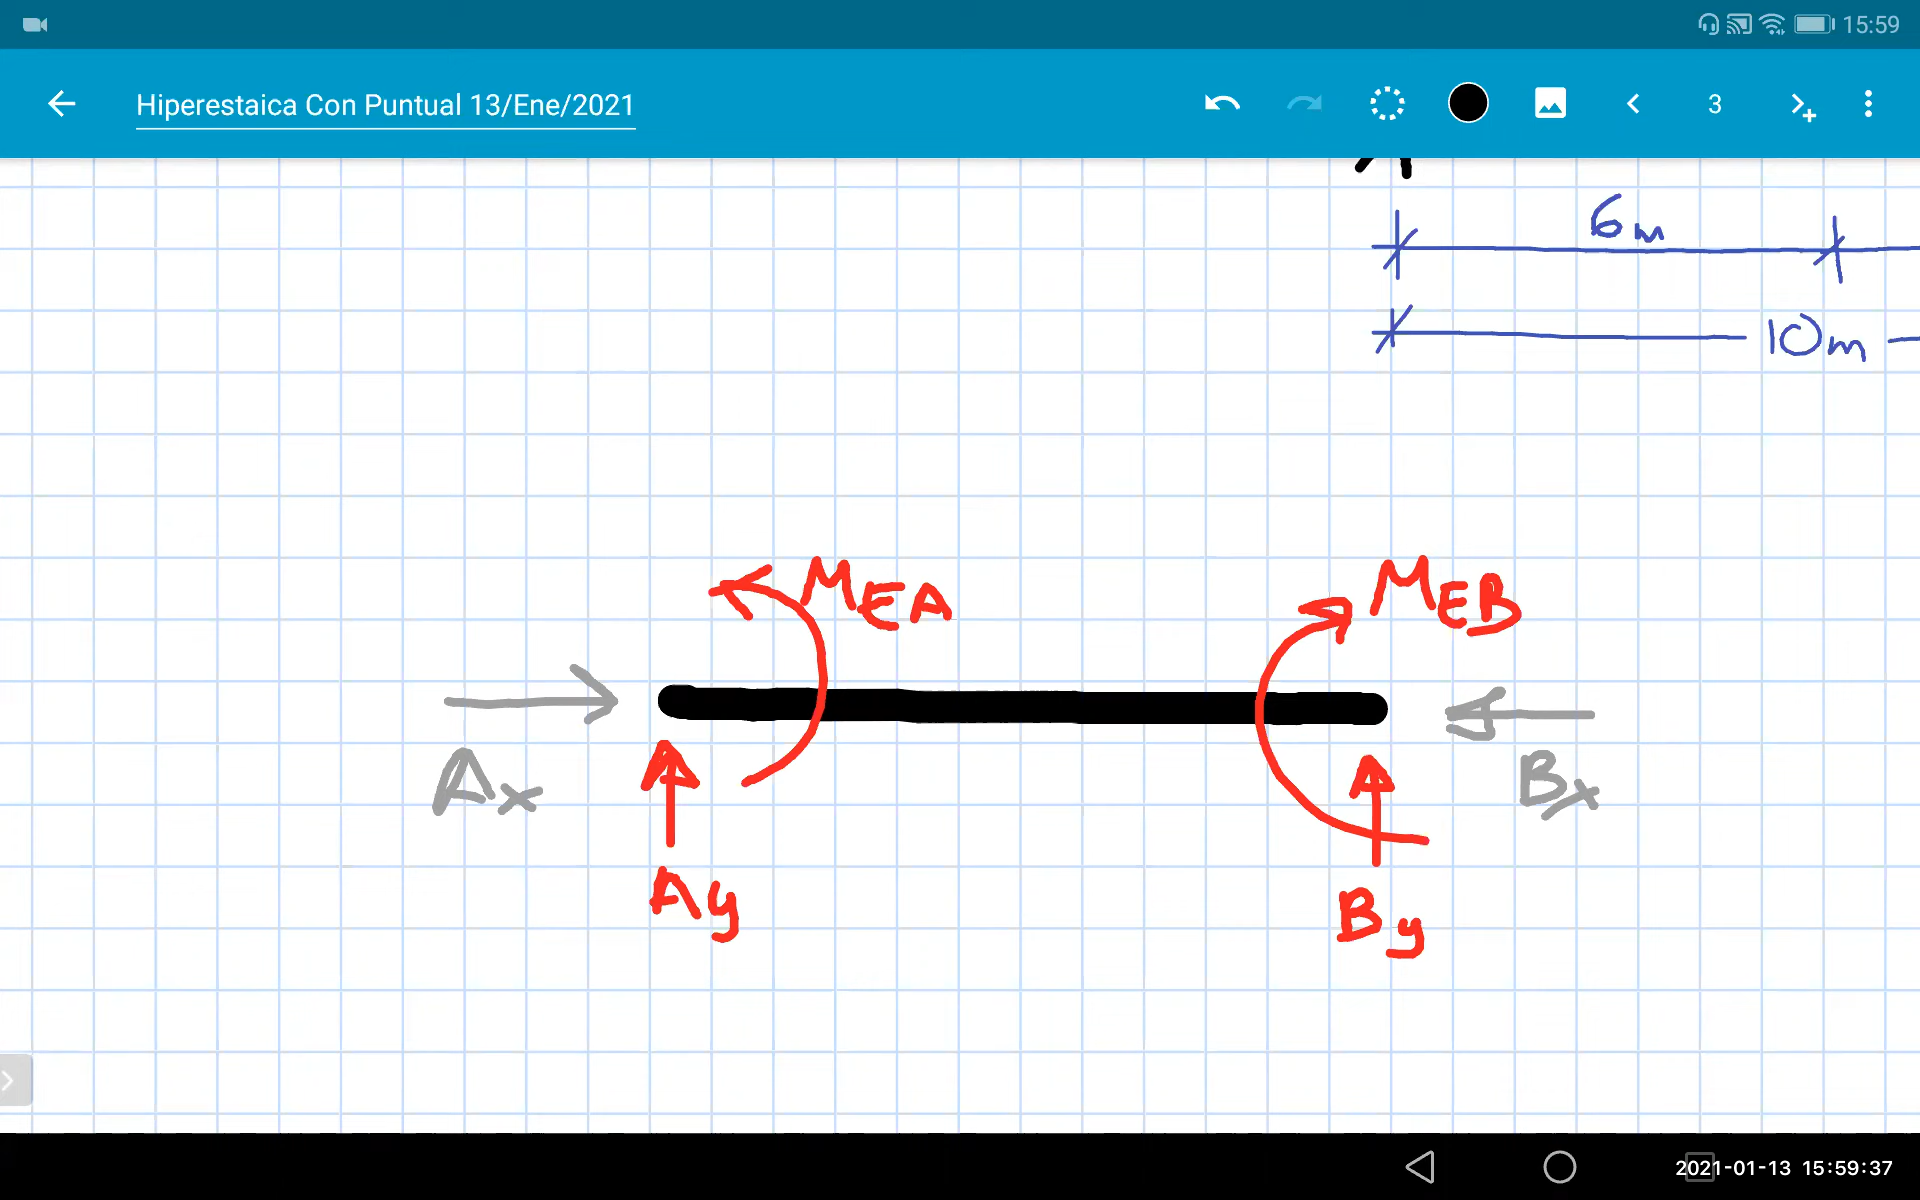 15:59
Hiperestaica Con Puntual 13/Ene/2021
3
6m
10m
MEA
MEB
Ax
Bx
Ay
By
2021-01-13 15:59:37